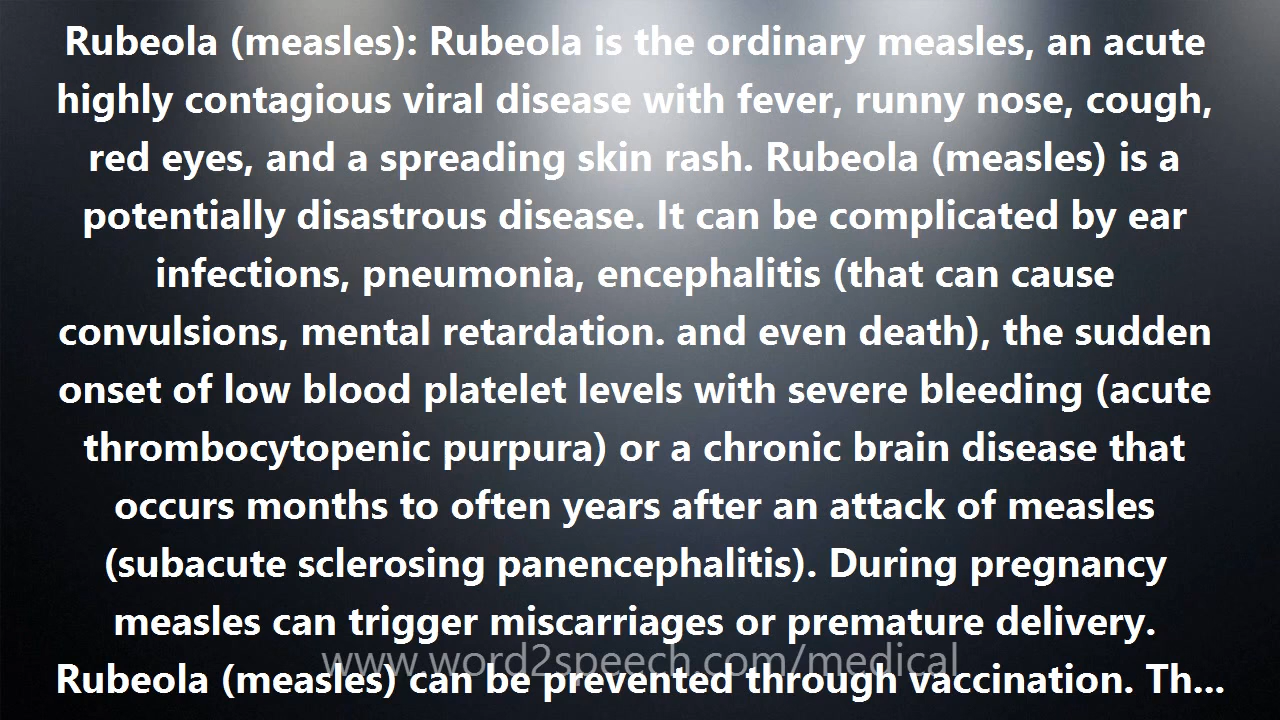 Rubeola (measles): Rubeola is the ordinary measles, an acute
highly contagious viral disease with fever, runny nose, cough,
red eyes, and a spreading skin rash. Rubeola (measles) is a
potentially disastrous disease. It can be complicated by ear
infections, pneumonia, encephalitis (that can cause
convulsions, mental retardation. and even death), the sudden
onset of low blood platelet levels with severe bleeding (acute
thrombocytopenic purpura) or a chronic brain disease that
occurs months to often years after an attack of measles
(subacute sclerosing panencephalitis). During pregnancy
measles can trigger miscarriages or premature delivery.
www.word2speech.com/medical
Rubeola (measles) can be prevented through vaccination. Th...